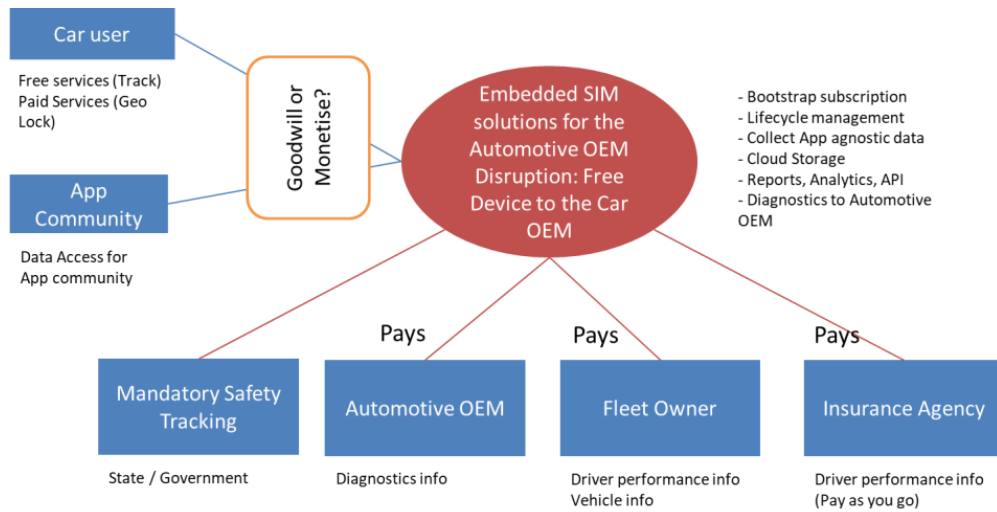 Car user
Free services (Track)
Paid Services (Geo
Lock)
App
Community
Data Access for
App community
Goodwill or
Monetise?
Embedded SIM
solutions for the
Automotive OEM
Disruption: Free
Device to the Car
OEM
- Bootstrap subscription
- Lifecycle management
- Collect App agnostic data
- Cloud Storage
- Reports, Analytics, API
- Diagnostics to Automotive
OEM
Pays
Pays
Pays
Mandatory Safety
Tracking
State / Government
Automotive OEM
Diagnostics info
Fleet Owner
Driver performance info
Vehicle info
Insurance Agency
Driver performance info
(Pay as you go)